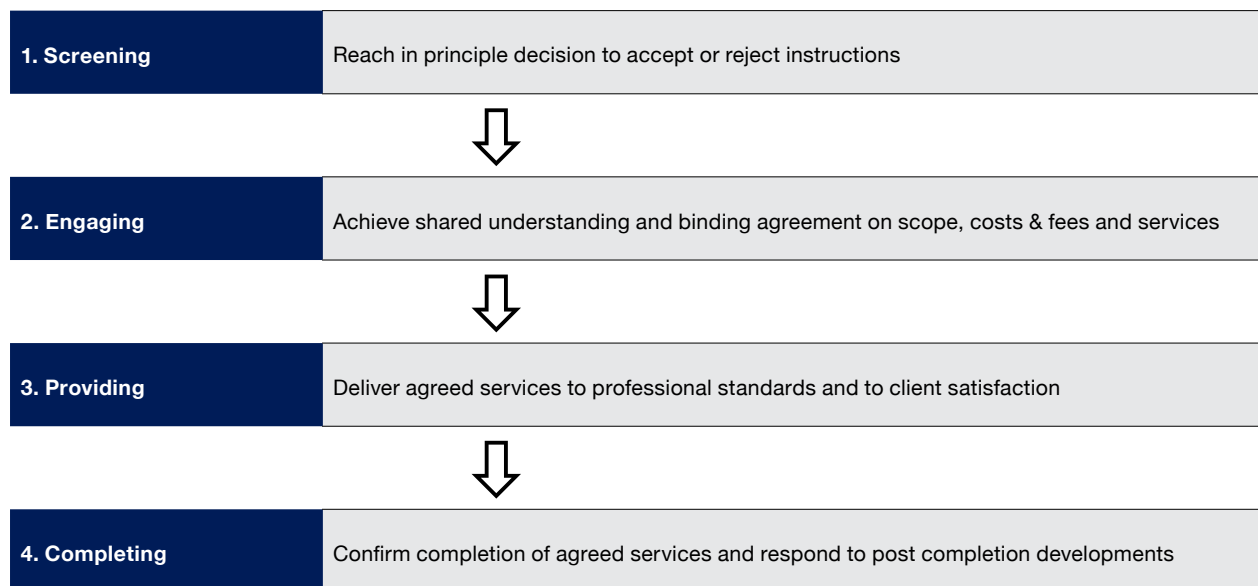 1. Screening
Reach in principle decision to accept or reject instructions
2. Engaging
Achieve shared understanding and binding agreement on scope, costs & fees and services
3. Providing
Deliver agreed services to professional standards and to client satisfaction
4. Completing
Confirm completion of agreed services and respond to post completion developments